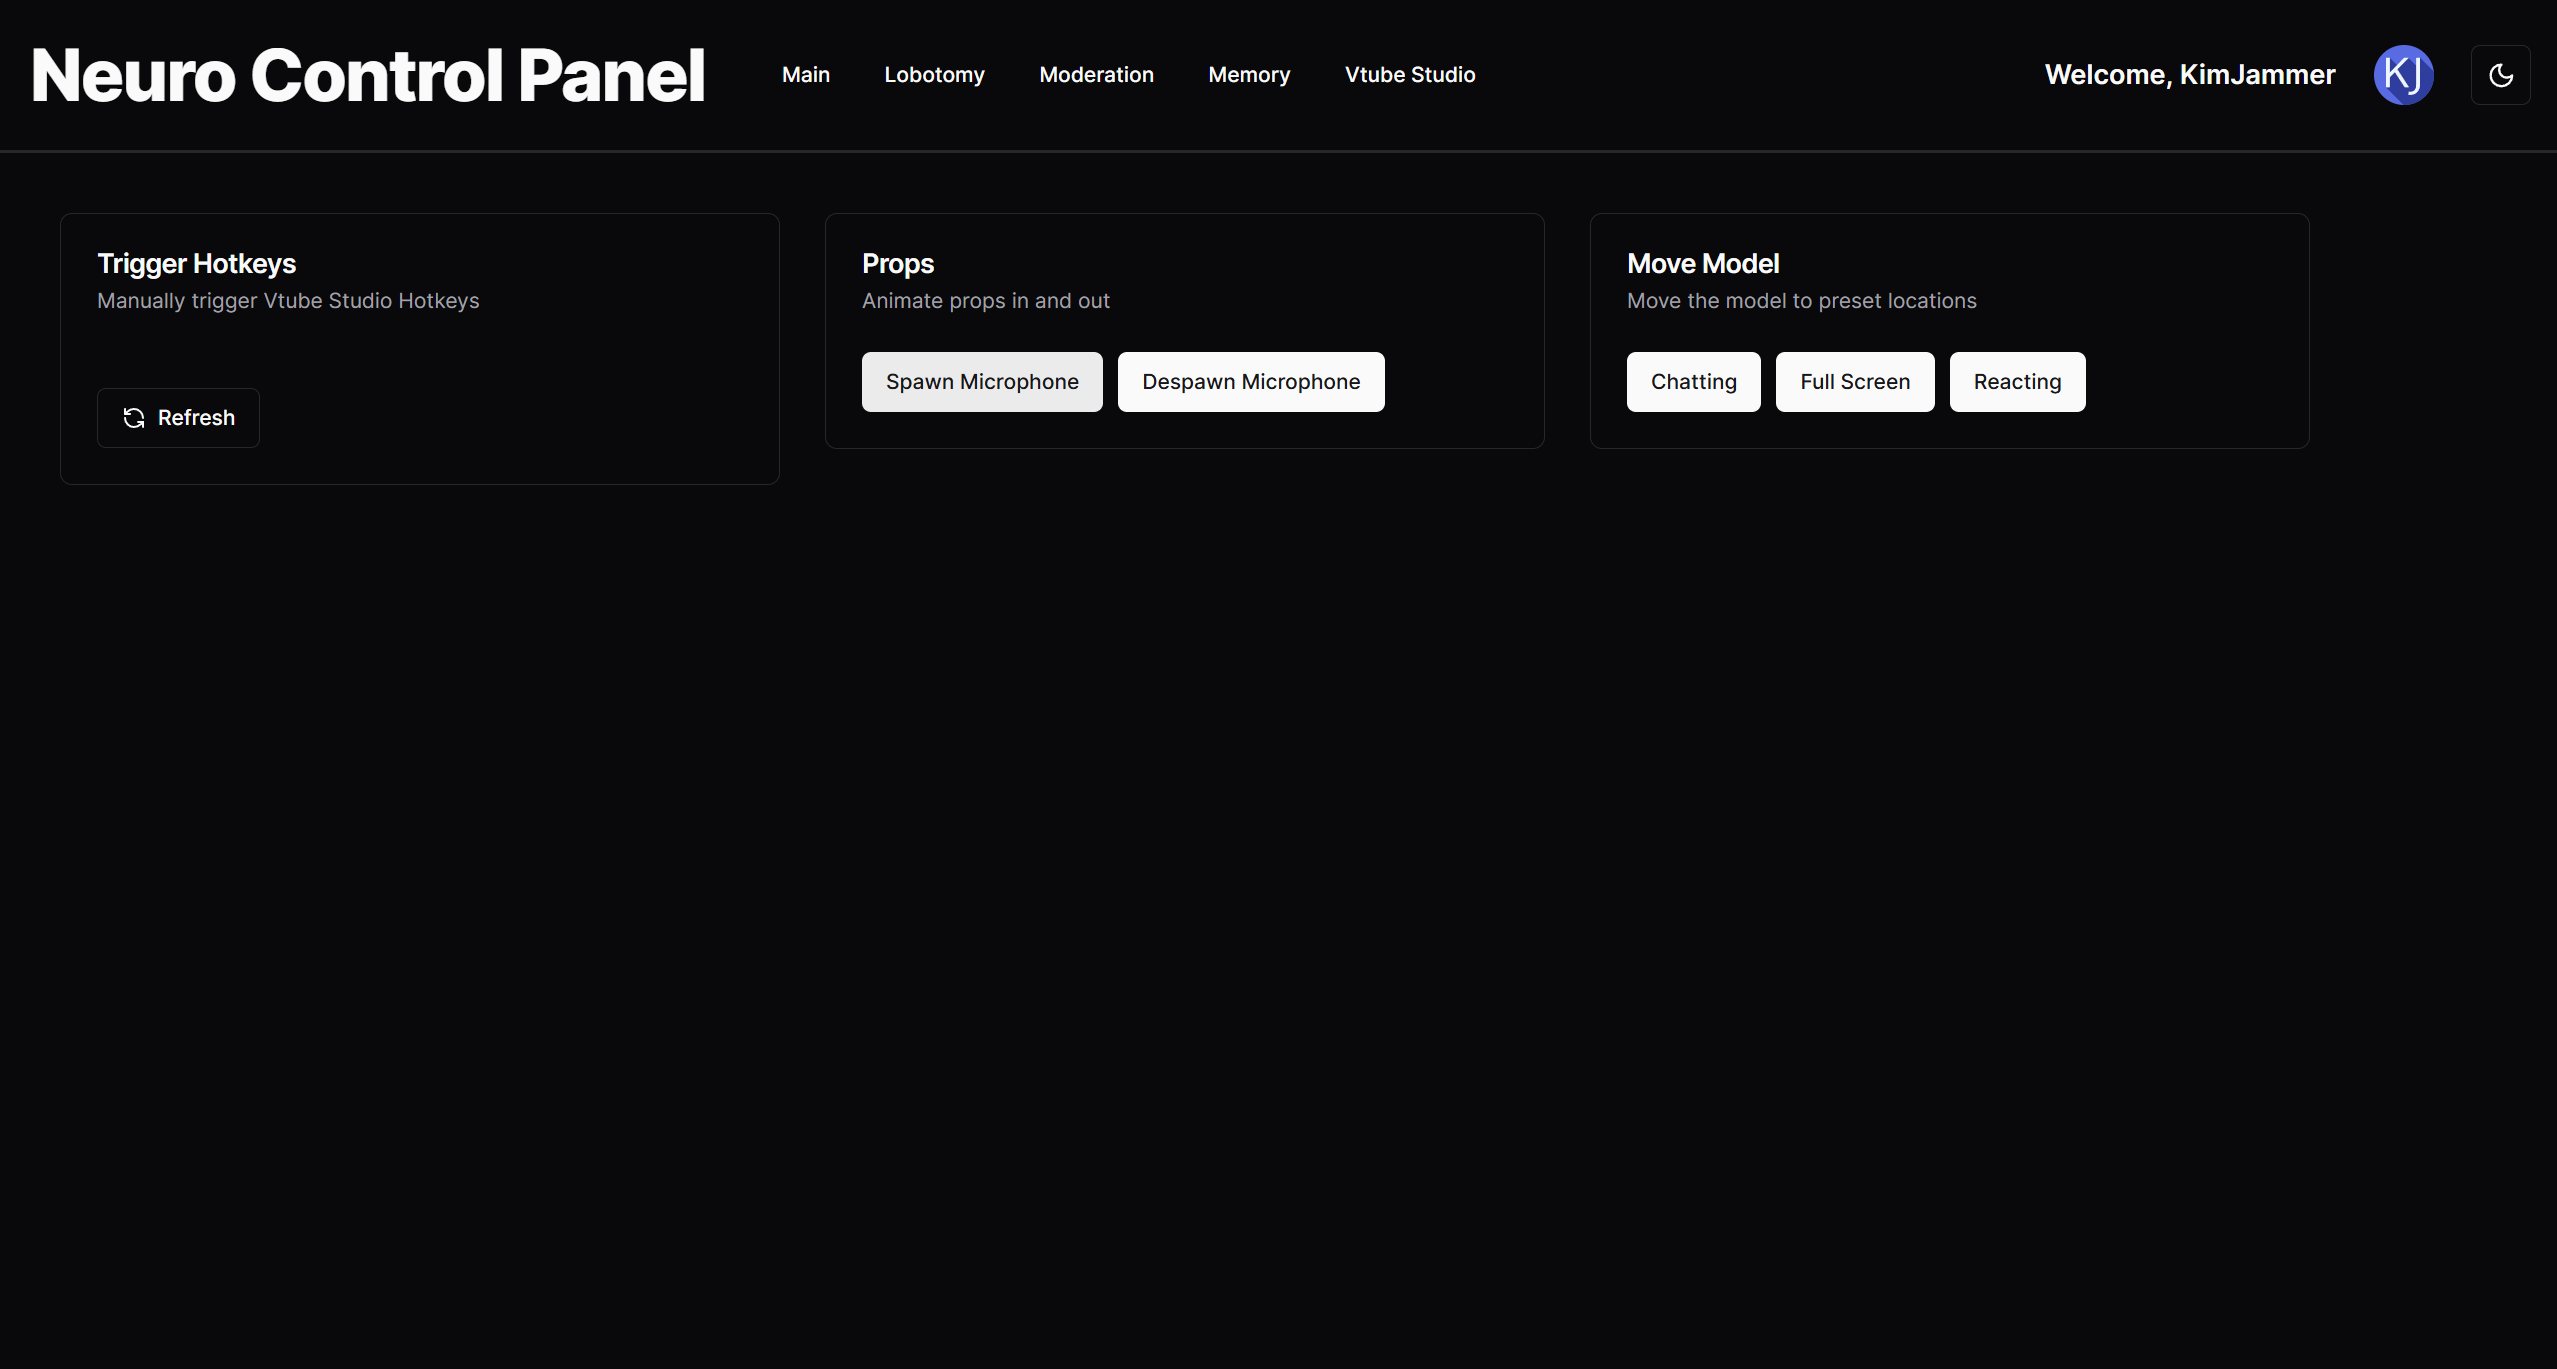 Neuro Control Panel
Main
Lobotomy
Moderation
Memory
Vtube Studio
Welcome, KimJammer
KJ
Trigger Hotkeys
Manually trigger Vtube Studio Hotkeys
Refresh
Props
Animate props in and out
Spawn Microphone
Despawn Microphone
Move Model
Move the model to preset locations
Chatting
Full Screen
Reacting